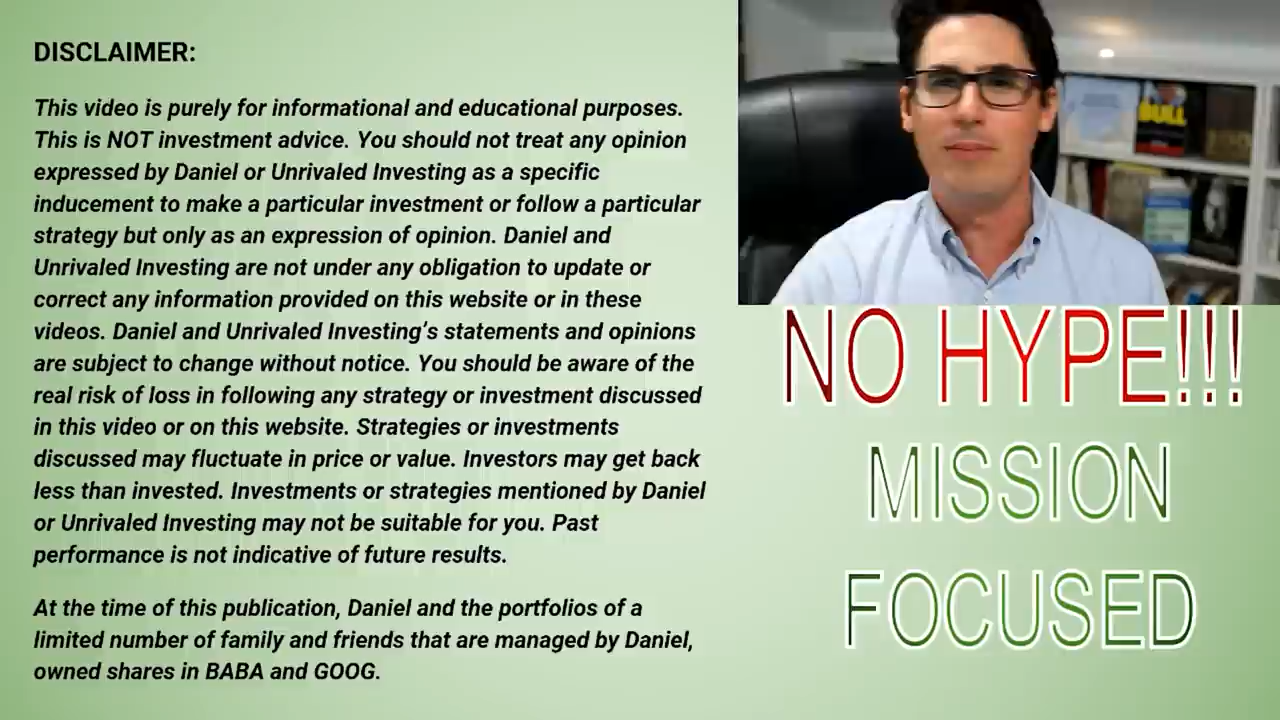 DISCLAIMER:
This video is purely for informational and educational purposes.
This is NOT investment advice. You should not treat any opinion
expressed by Daniel or Unrivaled Investing as a specific
inducement to make a particular investment or follow a particular
strategy but only as an expression of opinion. Daniel and
Unrivaled Investing are not under any obligation to update or
correct any information provided on this website or in these
videos. Daniel and Unrivaled Investing’s statements and opinions
are subject to change without notice. You should be aware of the
real risk of loss in following any strategy or investment discussed
in this video or on this website. Strategies or investments
discussed may fluctuate in price or value. Investors may get back
less than invested. Investments or strategies mentioned by Daniel
or Unrivaled Investing may not be suitable for you. Past
performance is not indicative of future results.
At the time of this publication, Daniel and the portfolios of a
limited number of family and friends that are managed by Daniel,
owned shares in BABA and GOOG.
BULL
NO HYPE!!!
MISSION
FOCUSED